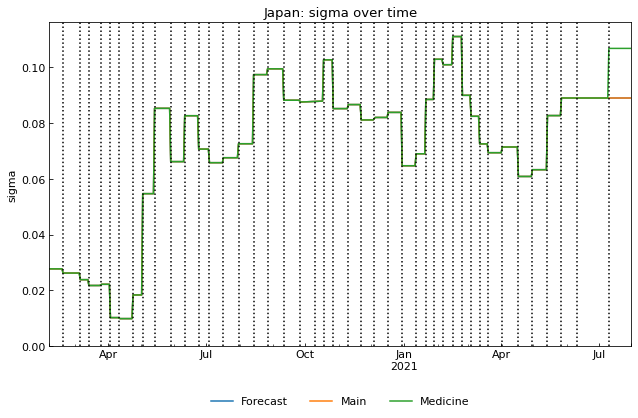 Japan: sigma over time
sigma
0.10
0.08
0.06
0.04
0.02
0.00
Apr Jul Oct Jan Apr Jul
2021
Forecast Main Medicine